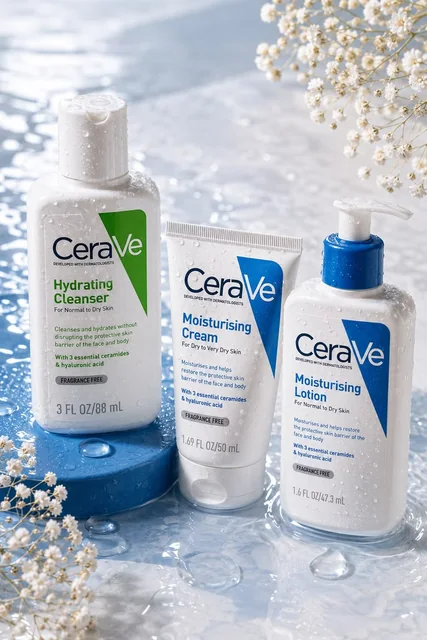 CeraVe
DEVELOPED WITH DERMATOLOGISTS
Hydrating
Cleanser
For Normal to Dry Skin
Cleanses and hydrates without
disrupting the protective skin
barrier of the face and body
With 3 essential ceramides
& hyaluronic acid
FRAGRANCE FREE
3 FL OZ/88 mL
CeraVe
DEVELOPED WITH DERMATOLOGISTS
Moisturising
Cream
For Dry to Very Dry Skin
Moisturises and helps
restore the protective skin
barrier of the face and body
With 3 essential ceramides
& hyaluronic acid
FRAGRANCE FREE
1.69 FL OZ/50 mL
CeraVe
DEVELOPED WITH DERMATOLOGISTS
Moisturising
Lotion
For Normal to Dry Skin
Moisturises and helps restore
the protective skin barrier of the
face and body
With 3 essential ceramides
& hyaluronic acid
FRAGRANCE FREE
1.6 FL OZ/47.3 mL